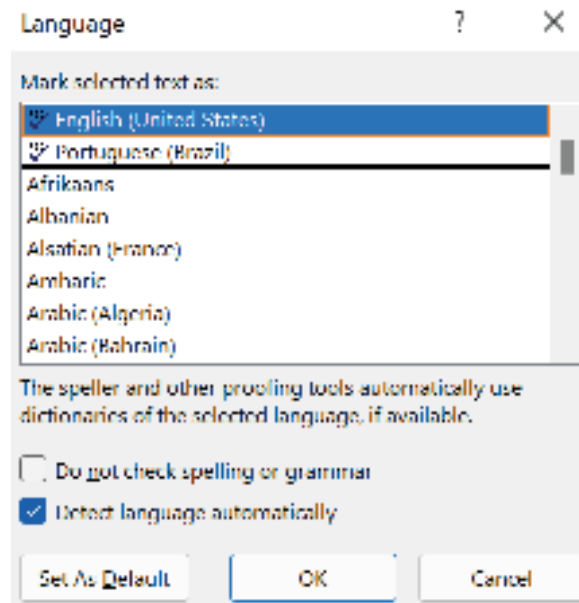 Language ?
Mark selected text as:
English (United States)
Portuguese (Brazil)
Afrikaans
Albanian
Alsatian (France)
Amharic
Arabic (Algeria)
Arabic (Bahrain)
The speller and other proofing tools automatically use
dictionaries of the selected language, if available.
Do not check spelling or grammar
Detect language automatically
Set As Default OK Cancel